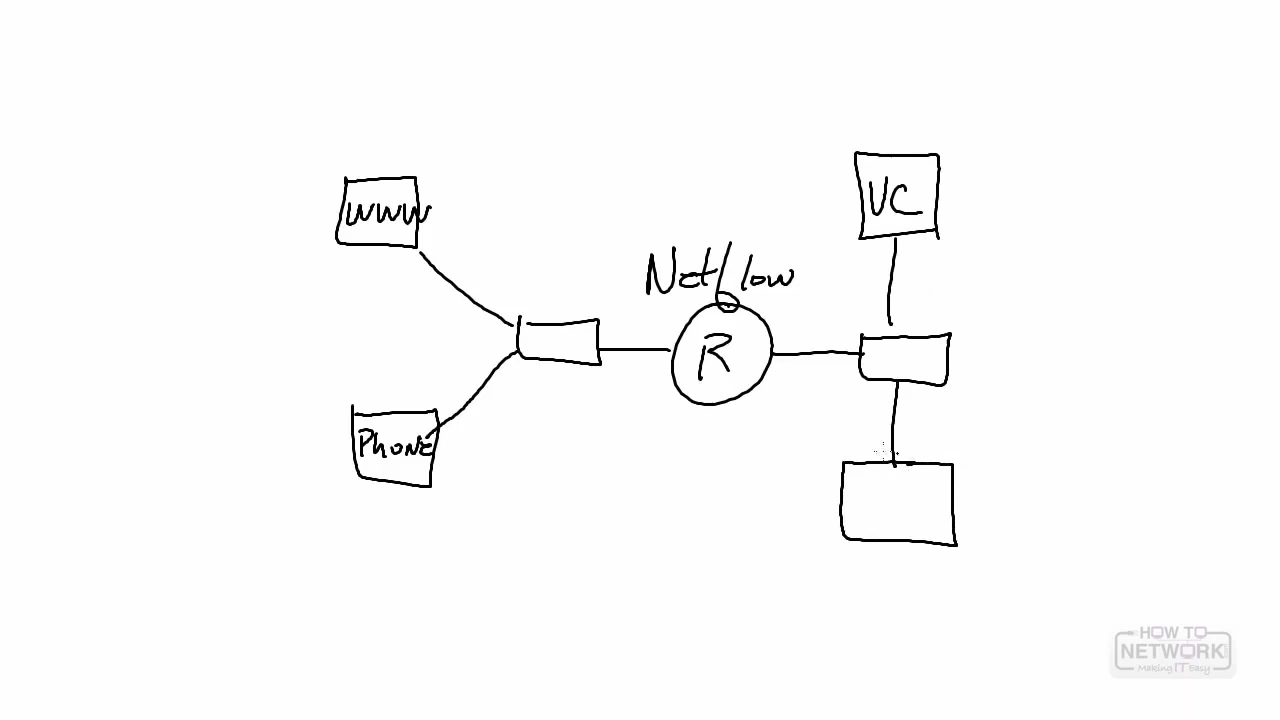 WWW
VC
Netflow
R
Phone
HOW TO
NETWORK
Making IT Easy